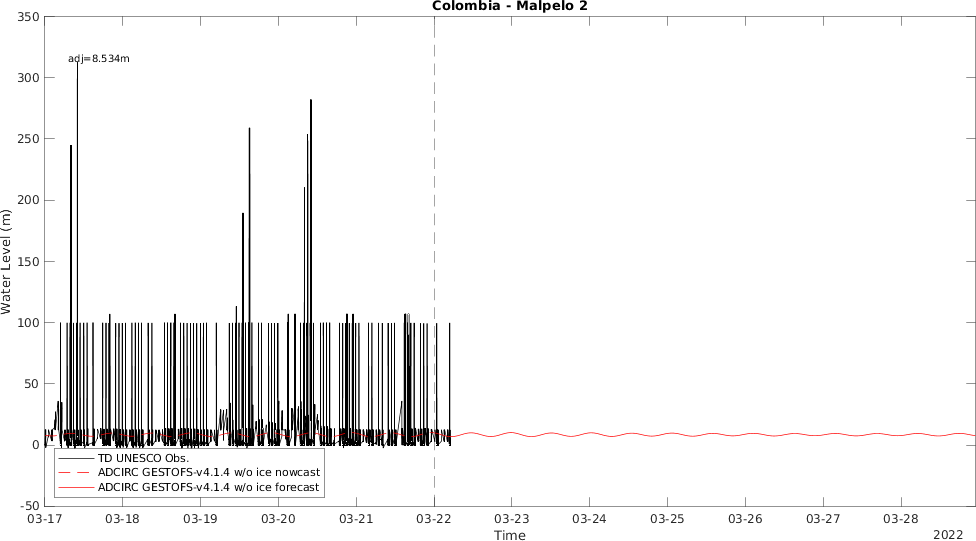 Colombia - Malpelo 2
350
300
250
200
150
100
50
0
-50
Water Level (m)
adj=8.534m
TD UNESCO Obs.
ADCIRC GESTOFS-v4.1.4 w/o ice nowcast
ADCIRC GESTOFS-v4.1.4 w/o ice forecast
03-17 03-18 03-19 03-20 03-21 03-22 03-23 03-24 03-25 03-26 03-27 03-28
Time
2022